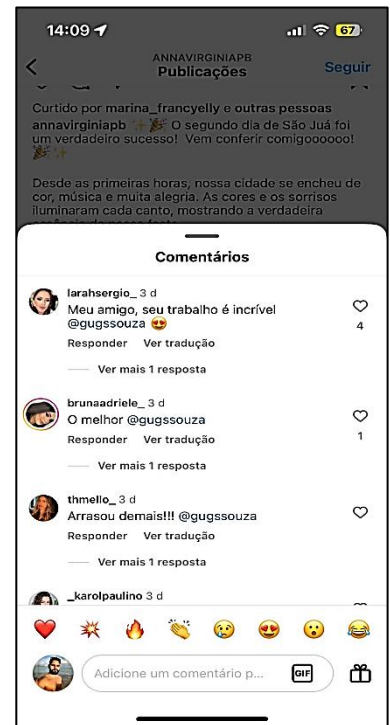 14:09
67
ANNAVIRGINIAPB
Publicações
Seguir
Curtido por marina_francyelly e outras pessoas
annavirginiapb ✨🎉 O segundo dia de São Juá foi
um verdadeiro sucesso! Vem conferir comigoooooo!
🎉✨
Desde as primeiras horas, nossa cidade se encheu de
cor, música e muita alegria. As cores e os sorrisos
iluminaram cada canto, mostrando a verdadeira
Comentários
larahsergio_ 3 d
Meu amigo, seu trabalho é incrível
@gugssouza 😍
4
Responder Ver tradução
Ver mais 1 resposta
brunaadriele_ 3 d
O melhor @gugssouza
1
Responder Ver tradução
Ver mais 1 resposta
thmello_ 3 d
Arrasou demais!!! @gugssouza
Responder Ver tradução
Ver mais 1 resposta
_karolpaulino 3 d
❤️ 💥 🔥 👏 😢 😍 😮 😂
Adicione um comentário p...
GIF